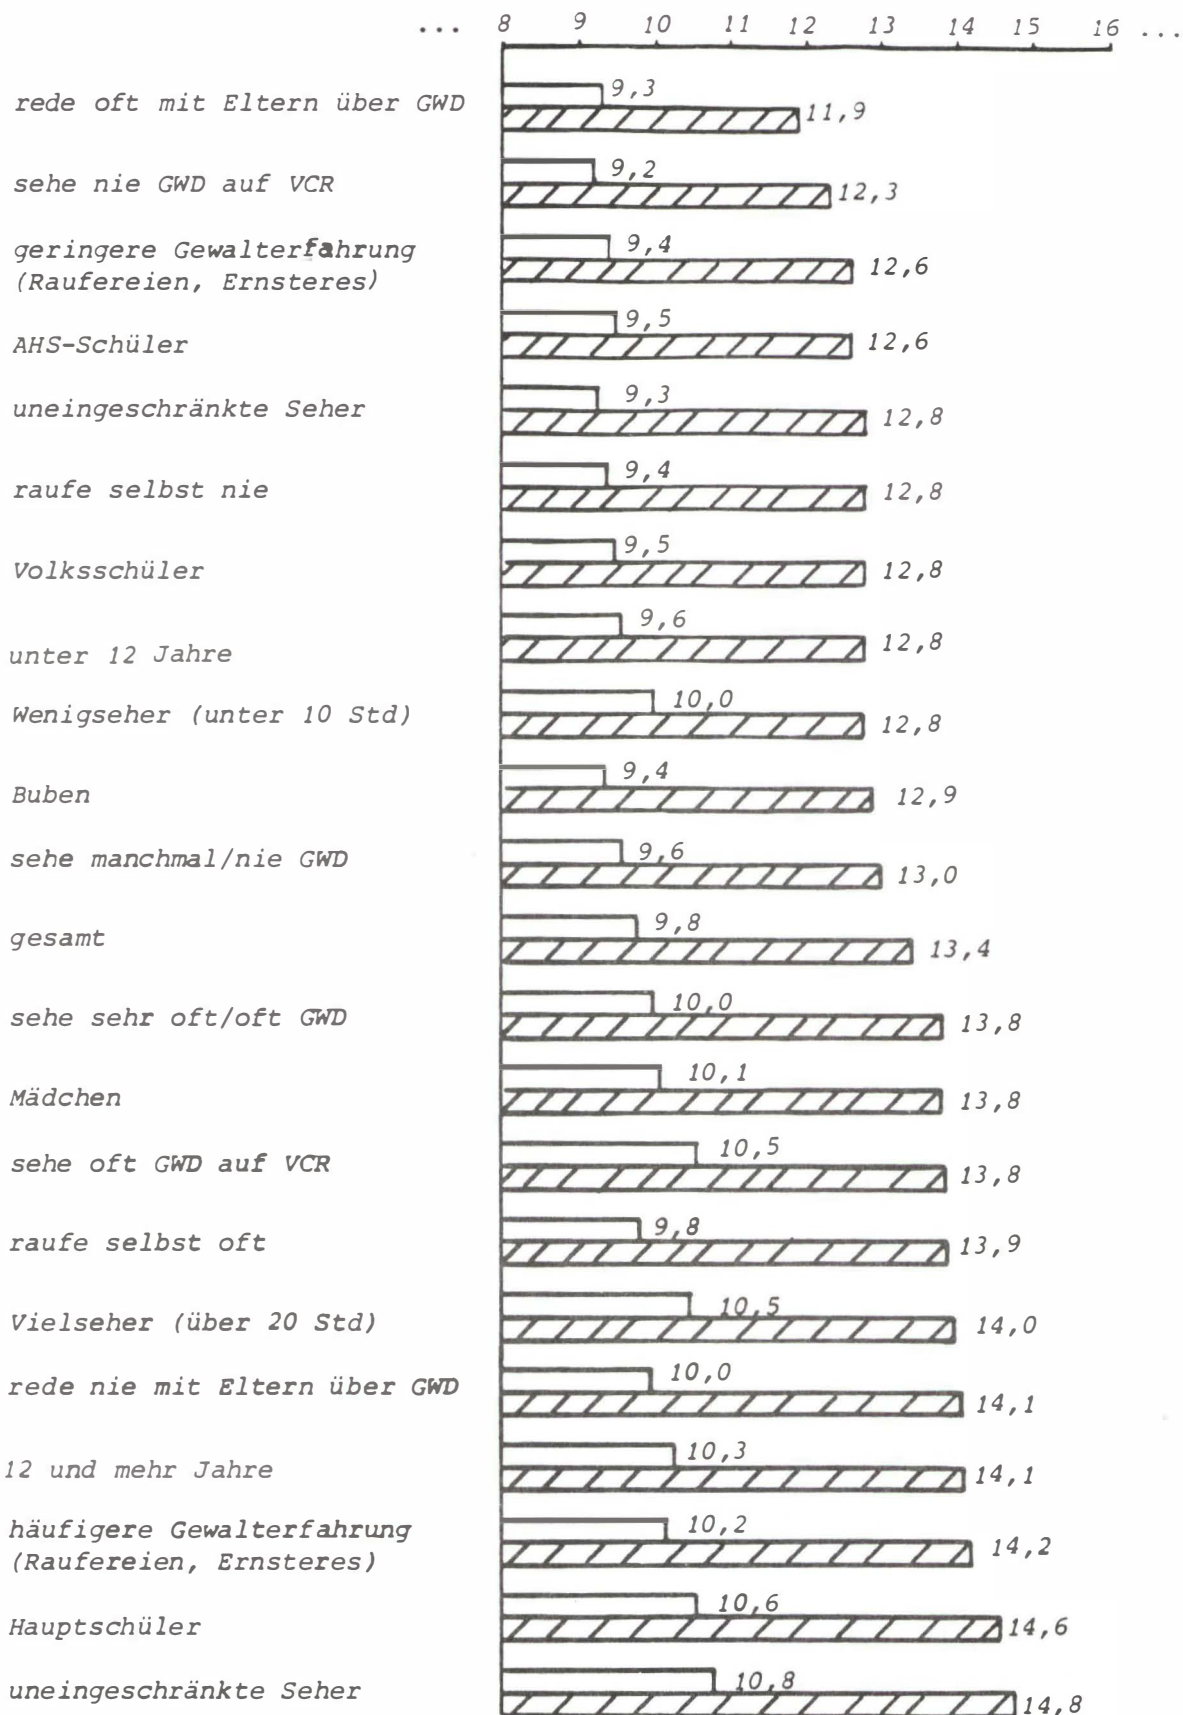 ... 8 9 10 11 12 13 14 15 16 ...
rede oft mit Eltern über GWD 9,3 11,9
sehe nie GWD auf VCR 9,2 12,3
geringere Gewalterfahrung
(Raufereien, Ernsteres) 9,4 12,6
AHS-Schüler 9,5 12,6
uneingeschränkte Seher 9,3 12,8
raufe selbst nie 9,4 12,8
Volksschüler 9,5 12,8
unter 12 Jahre 9,6 12,8
Wenigseher (unter 10 Std) 10,0 12,8
Buben 9,4 12,9
sehe manchmal/nie GWD 9,6 13,0
gesamt 9,8 13,4
sehe sehr oft/oft GWD 10,0 13,8
Mädchen 10,1 13,8
sehe oft GWD auf VCR 10,5 13,8
raufe selbst oft 9,8 13,9
Vielseher (über 20 Std) 10,5 14,0
rede nie mit Eltern über GWD 10,0 14,1
12 und mehr Jahre 10,3 14,1
häufigere Gewalterfahrung
(Raufereien, Ernsteres) 10,2 14,2
Hauptschüler 10,6 14,6
uneingeschränkte Seher 10,8 14,8